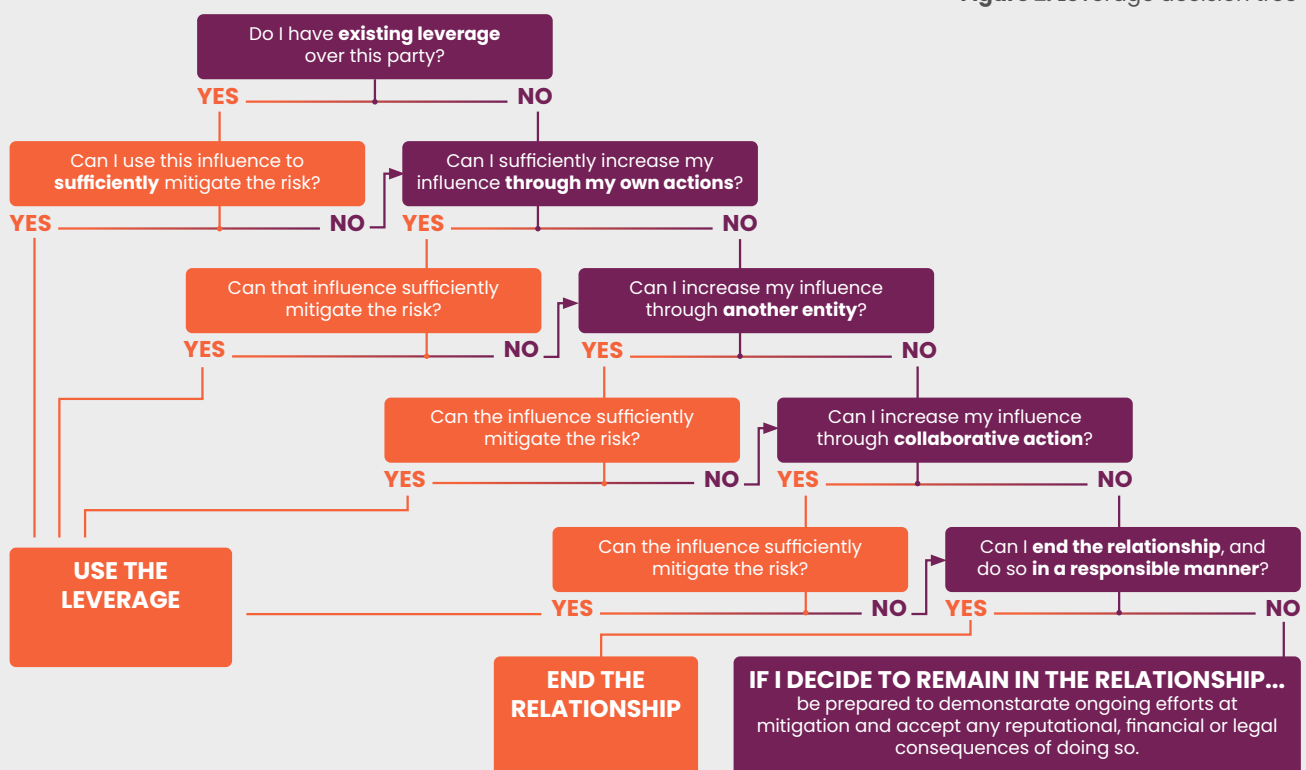 Do I have existing leverage
over this party?
YES
NO
Can I use this influence to
sufficiently mitigate the risk?
Can I sufficiently increase my
influence through my own actions?
YES
NO
YES
NO
Can that influence sufficiently
mitigate the risk?
Can I increase my influence
through another entity?
YES
NO
YES
NO
Can the influence sufficiently
mitigate the risk?
Can I increase my influence
through collaborative action?
YES
NO
YES
NO
Can the influence sufficiently
mitigate the risk?
Can I end the relationship, and
do so in a responsible manner?
USE THE
LEVERAGE
YES
NO
YES
NO
END THE
RELATIONSHIP
IF I DECIDE TO REMAIN IN THE RELATIONSHIP...
be prepared to demonstarate ongoing efforts at
mitigation and accept any reputational, financial or legal
consequences of doing so.